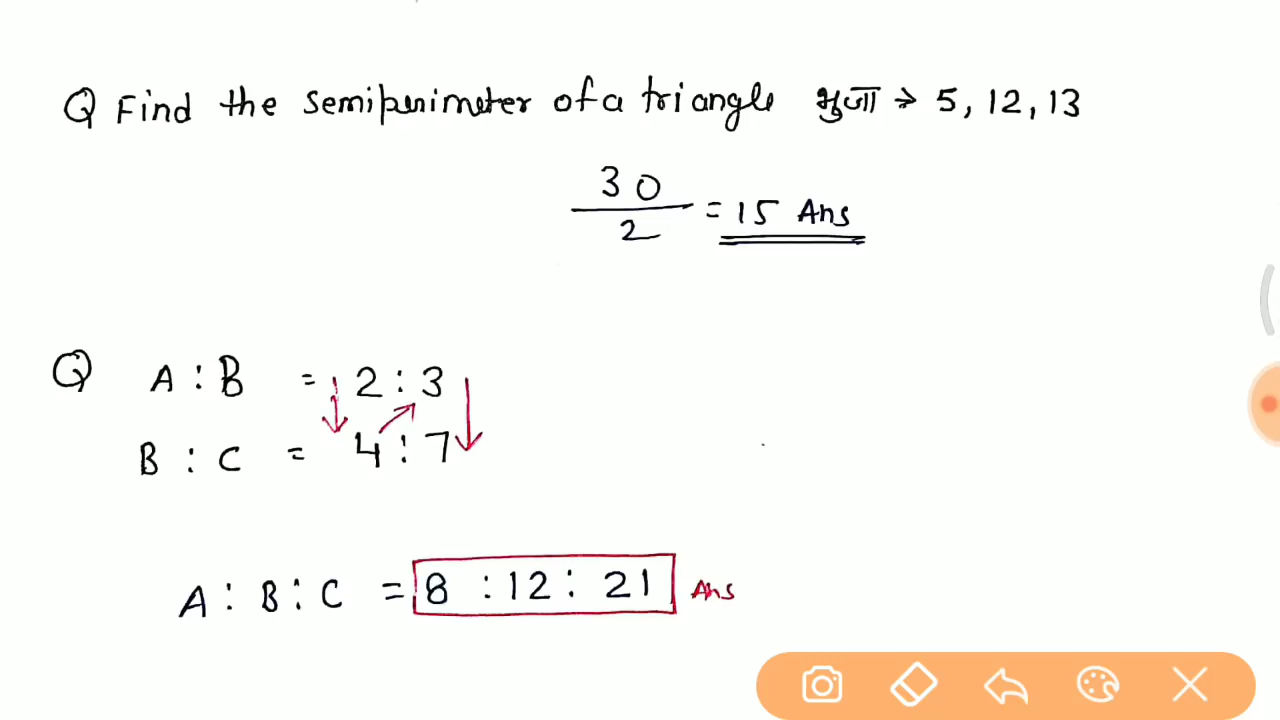 Q Find the semiperimeter of a triangle भुजा → 5, 12, 13
30
2
= 15 Ans
Q A : B = 2 : 3
B : C = 4 : 7
A : B : C = 8 : 12 : 21 Ans